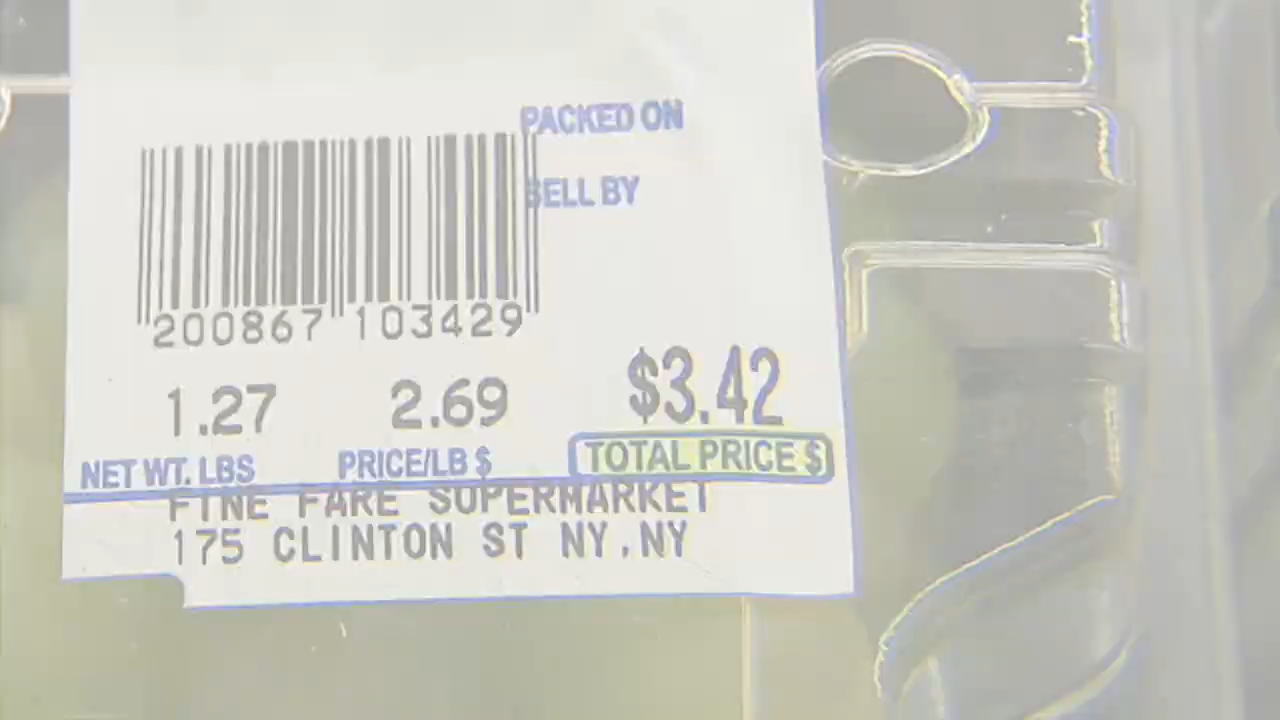 PACKED ON
SELL BY
200867 103429
1.27 2.69 $3.42
NET WT. LBS PRICE/LB $ TOTAL PRICE $
FINE FARE SUPERMARKET
175 CLINTON ST NY,NY